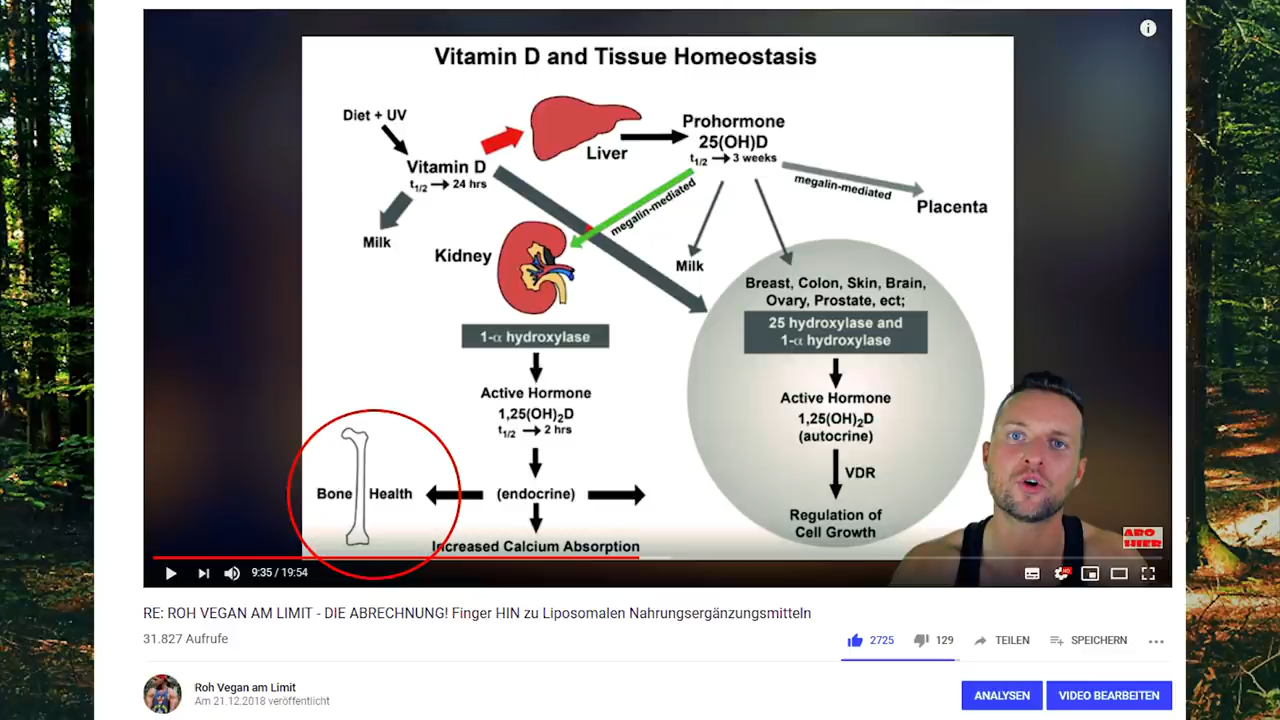 Vitamin D and Tissue Homeostasis
Diet + UV
Vitamin D
t1/2 → 24 hrs
Milk
Liver
Prohormone
25(OH)D
t1/2 → 3 weeks
megalin-mediated
megalin-mediated
Placenta
Kidney
Milk
1-α hydroxylase
Active Hormone
1,25(OH)2D
t1/2 → 2 hrs
(endocrine)
Bone Health
Increased Calcium Absorption
Breast, Colon, Skin, Brain,
Ovary, Prostate, ect;
25 hydroxylase and
1-α hydroxylase
Active Hormone
1,25(OH)2D
(autocrine)
VDR
Regulation of
Cell Growth
ABO
HIER
9:35 / 19:54
HD
RE: ROH VEGAN AM LIMIT - DIE ABRECHNUNG! Finger HIN zu Liposomalen Nahrungsergänzungsmitteln
31.827 Aufrufe
2725
129
TEILEN
SPEICHERN
Roh Vegan am Limit
Am 21.12.2018 veröffentlicht
ANALYSEN
VIDEO BEARBEITEN